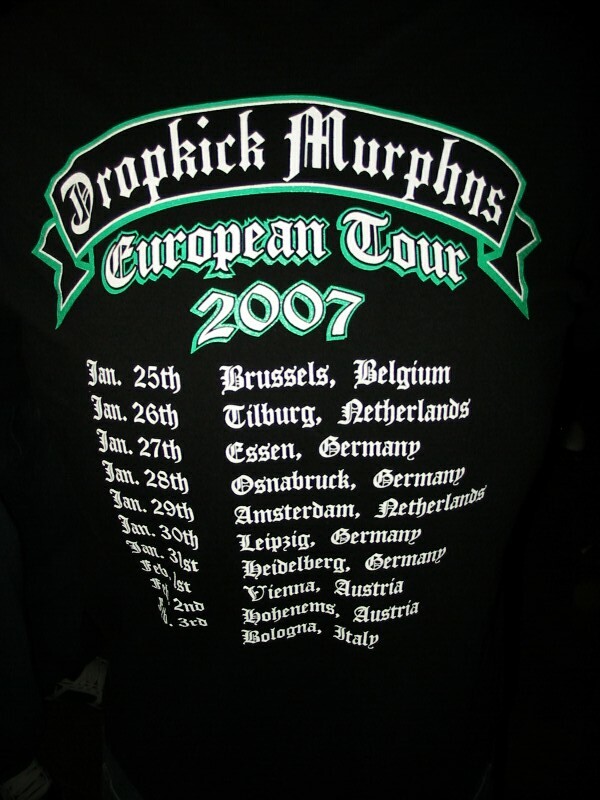 Dropkick Murphys
European Tour
2007
Jan. 25th Brussels, Belgium
Jan. 26th Tilburg, Netherlands
Jan. 27th Essen, Germany
Jan. 28th Osnabruck, Germany
Jan. 29th Amsterdam, Netherlands
Jan. 30th Leipzig, Germany
Jan. 31st Heidelberg, Germany
Feb. 1st Vienna, Austria
2nd Hohenems, Austria
3rd Bologna, Italy